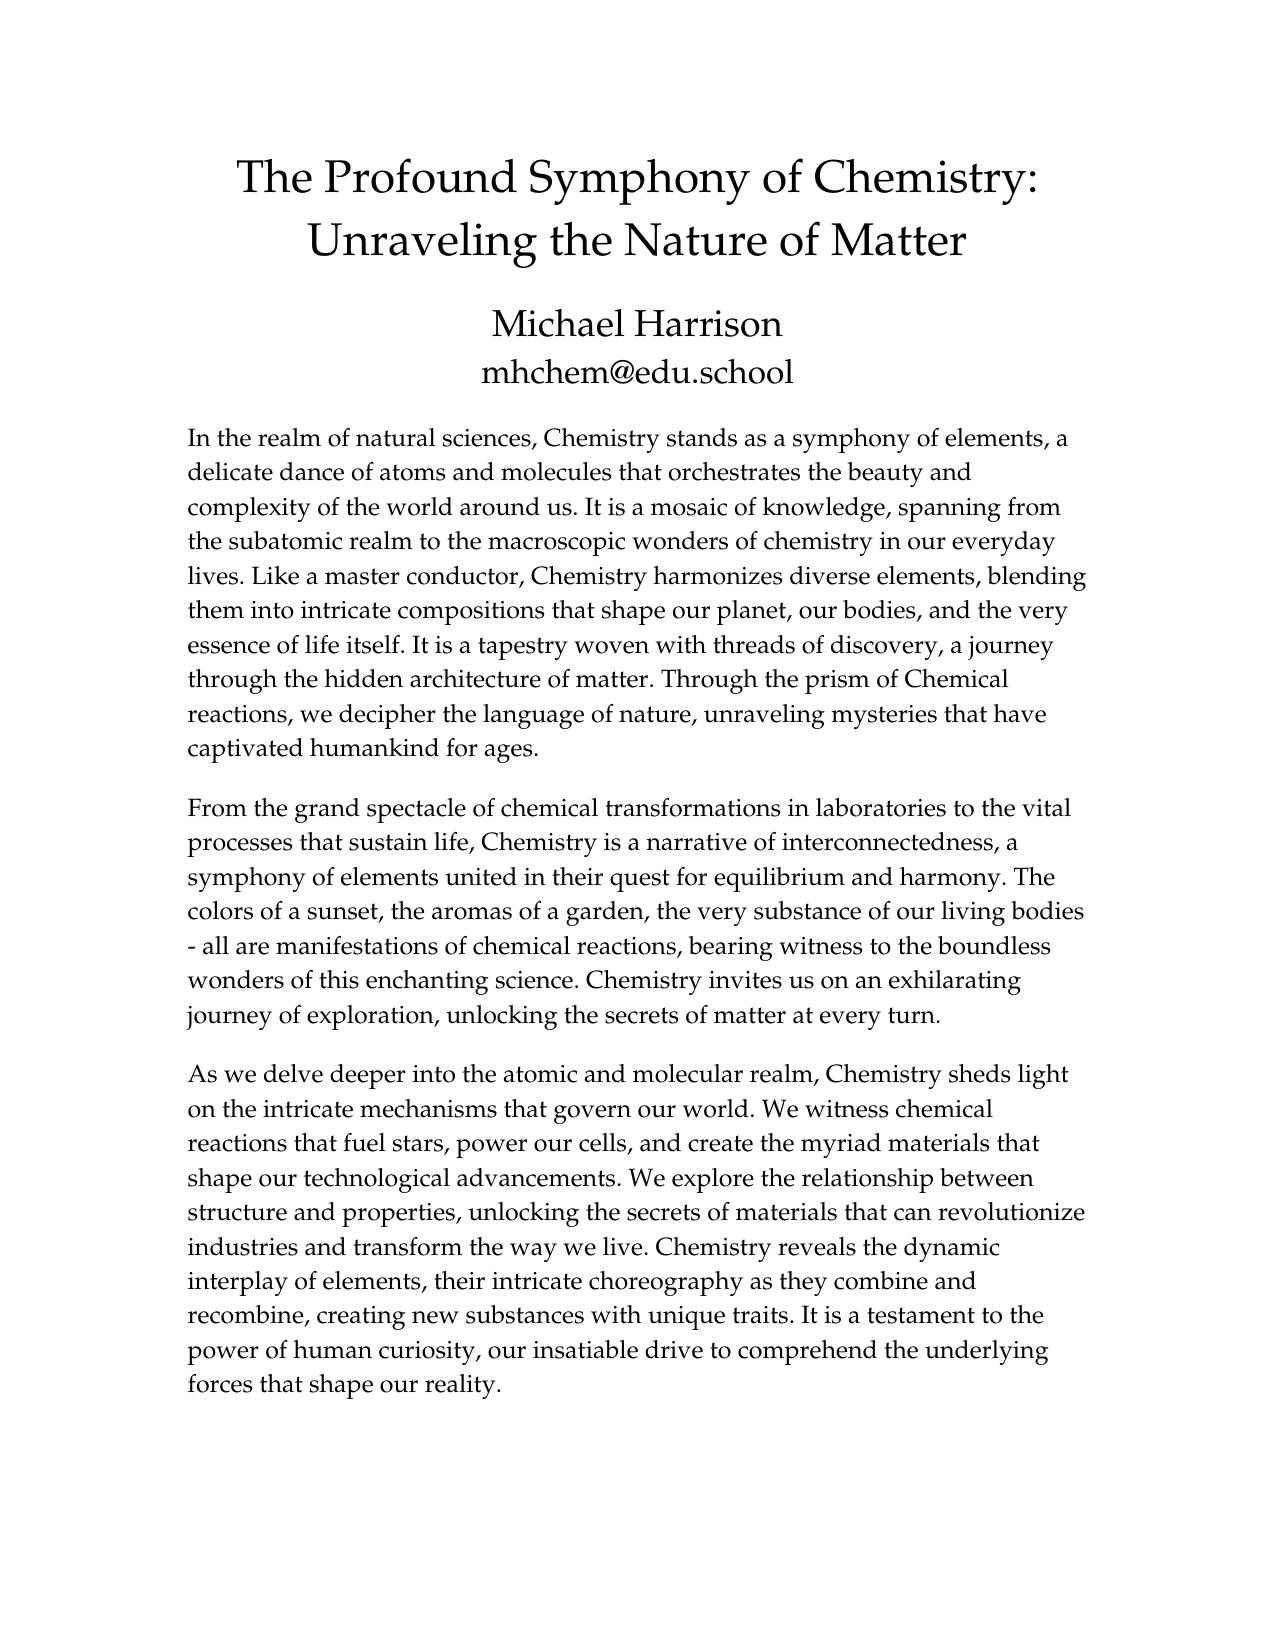 The Profound Symphony of Chemistry:
Unraveling the Nature of Matter
Michael Harrison
mhchem@edu.school
In the realm of natural sciences, Chemistry stands as a symphony of elements, a
delicate dance of atoms and molecules that orchestrates the beauty and
complexity of the world around us. It is a mosaic of knowledge, spanning from
the subatomic realm to the macroscopic wonders of chemistry in our everyday
lives. Like a master conductor, Chemistry harmonizes diverse elements, blending
them into intricate compositions that shape our planet, our bodies, and the very
essence of life itself. It is a tapestry woven with threads of discovery, a journey
through the hidden architecture of matter. Through the prism of Chemical
reactions, we decipher the language of nature, unraveling mysteries that have
captivated humankind for ages.
From the grand spectacle of chemical transformations in laboratories to the vital
processes that sustain life, Chemistry is a narrative of interconnectedness, a
symphony of elements united in their quest for equilibrium and harmony. The
colors of a sunset, the aromas of a garden, the very substance of our living bodies
- all are manifestations of chemical reactions, bearing witness to the boundless
wonders of this enchanting science. Chemistry invites us on an exhilarating
journey of exploration, unlocking the secrets of matter at every turn.
As we delve deeper into the atomic and molecular realm, Chemistry sheds light
on the intricate mechanisms that govern our world. We witness chemical
reactions that fuel stars, power our cells, and create the myriad materials that
shape our technological advancements. We explore the relationship between
structure and properties, unlocking the secrets of materials that can revolutionize
industries and transform the way we live. Chemistry reveals the dynamic
interplay of elements, their intricate choreography as they combine and
recombine, creating new substances with unique traits. It is a testament to the
power of human curiosity, our insatiable drive to comprehend the underlying
forces that shape our reality.